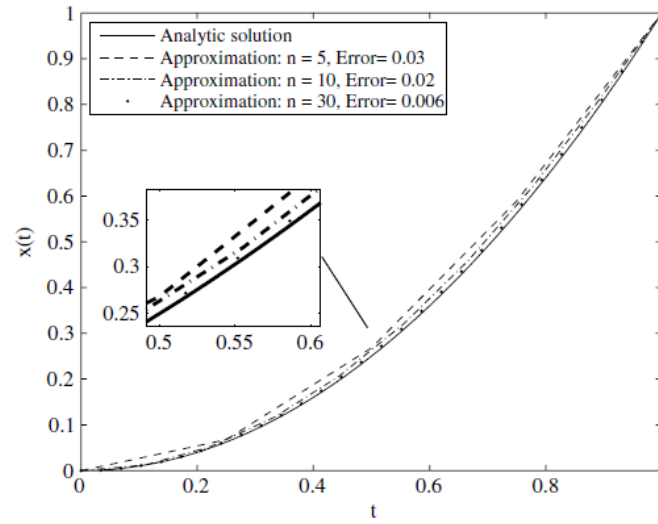 1
0.9
0.8
0.7
0.6
0.5
0.4
0.3
0.2
0.1
0
x(t)
Analytic solution
Approximation: n = 5, Error= 0.03
Approximation: n = 10, Error= 0.02
Approximation: n = 30, Error= 0.006
0.35
0.3
0.25
0.5 0.55 0.6
0 0.2 0.4 0.6 0.8
t